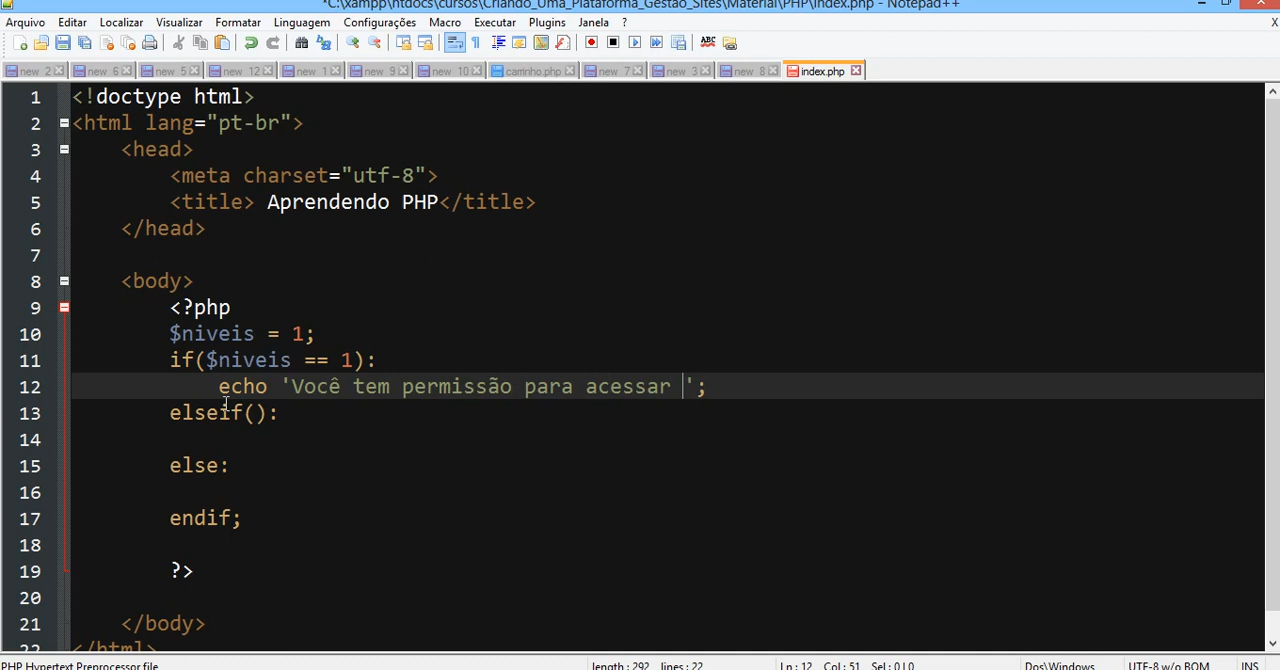 *C:\xampp\htdocs\cursos\Criando_Uma_Plataforma_Gestao_Sites\Material\PHP\index.php - Notepad++
Arquivo Editar Localizar Visualizar Formatar Linguagem Configurações Macro Executar Plugins Janela ? X
new 2 new 6 new 5 new 12 new 1 new 9 new 10 carrinho.php new 7 new 3 new 8 index.php
1 <!doctype html>
2 <html lang="pt-br">
3 <head>
4 <meta charset="utf-8">
5 <title> Aprendendo PHP</title>
6 </head>
7
8 <body>
9 <?php
10 $niveis = 1;
11 if($niveis == 1):
12 echo 'Você tem permissão para acessar ';
13 elseif():
14
15 else:
16
17 endif;
18
19 ?>
20
21 </body>
22 </html>
PHP Hypertext Preprocessor file length : 292 lines : 22 Ln : 12 Col : 51 Sel : 0 | 0 Dos\Windows UTF-8 w/o BOM INS